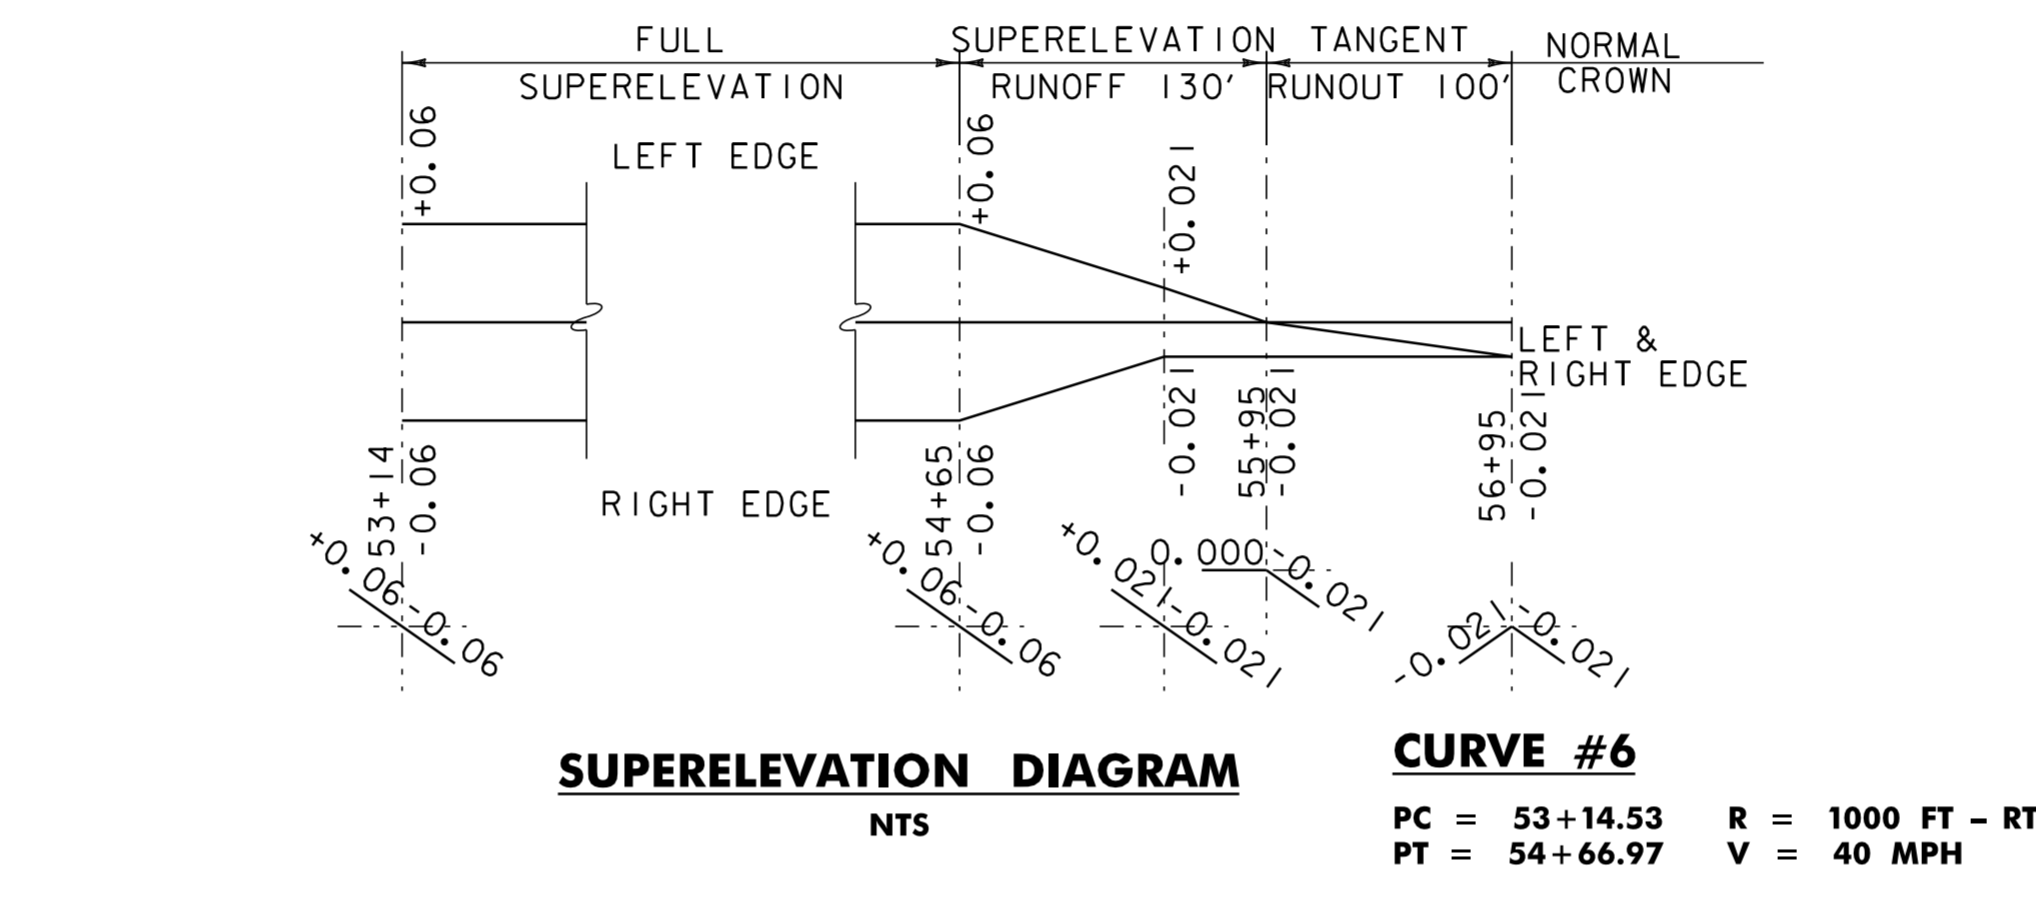 FULL
SUPERELEVATION
SUPERELEVATION
RUNOFF 130'
TANGENT
RUNOUT 100'
NORMAL
CROWN
+0.06
LEFT EDGE
+0.06
+0.021
LEFT &
RIGHT EDGE
53+14
-0.06
RIGHT EDGE
54+65
-0.06
-0.021
55+95
-0.021
56+95
-0.021
+0.06
-0.06
+0.06
-0.06
+0.021
-0.021
0.000
-0.021
-0.021
-0.021
SUPERELEVATION DIAGRAM
NTS
CURVE #6
PC = 53+14.53 R = 1000 FT – RT
PT = 54+66.97 V = 40 MPH